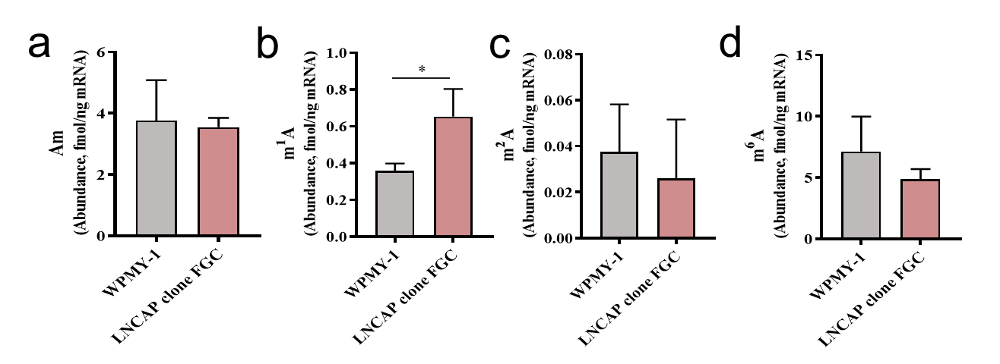 a
Am
(Abundance, fmol/ng mRNA)
6
4
2
0
WPMY-1
LNCAP clone FGC
b
m¹A
(Abundance, fmol/ng mRNA)
1.0
0.8
0.6
0.4
0.2
0.0
*
WPMY-1
LNCAP clone FGC
c
m²A
(Abundance, fmol/ng mRNA)
0.08
0.06
0.04
0.02
0.00
WPMY-1
LNCAP clone FGC
d
m⁶A
(Abundance, fmol/ng mRNA)
15
10
5
0
WPMY-1
LNCAP clone FGC